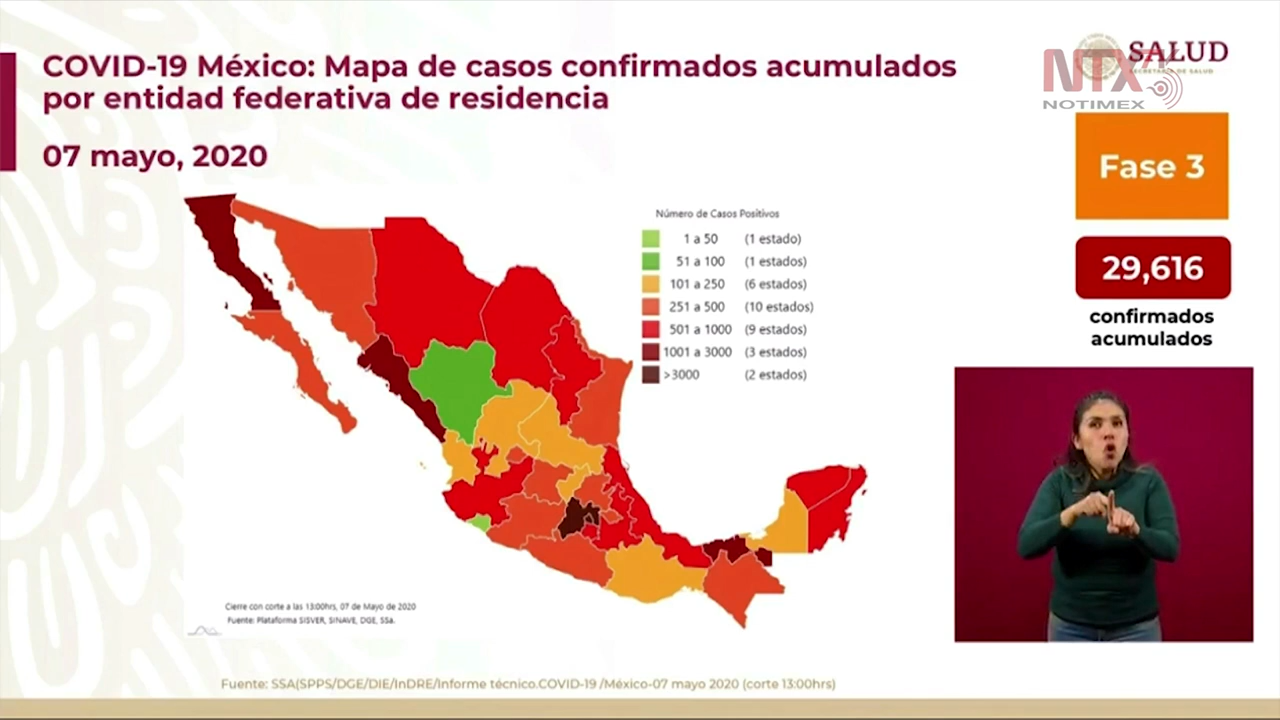 COVID-19 México: Mapa de casos confirmados acumulados
por entidad federativa de residencia
07 mayo, 2020
SALUD
SECRETARÍA DE SALUD
NTX
NOTIMEX
Fase 3
29,616
confirmados
acumulados
Número de Casos Positivos
1 a 50 (1 estado)
51 a 100 (1 estados)
101 a 250 (6 estados)
251 a 500 (10 estados)
501 a 1000 (9 estados)
1001 a 3000 (3 estados)
>3000 (2 estados)
Cierre con corte a las 13:00hrs, 07 de Mayo de 2020
Fuente: Plataforma SISVER, SINAVE, DGE, SSa.
Fuente: SSA(SPPS/DGE/DIE/InDRE/Informe técnico.COVID-19 /México-07 mayo 2020 (corte 13:00hrs)